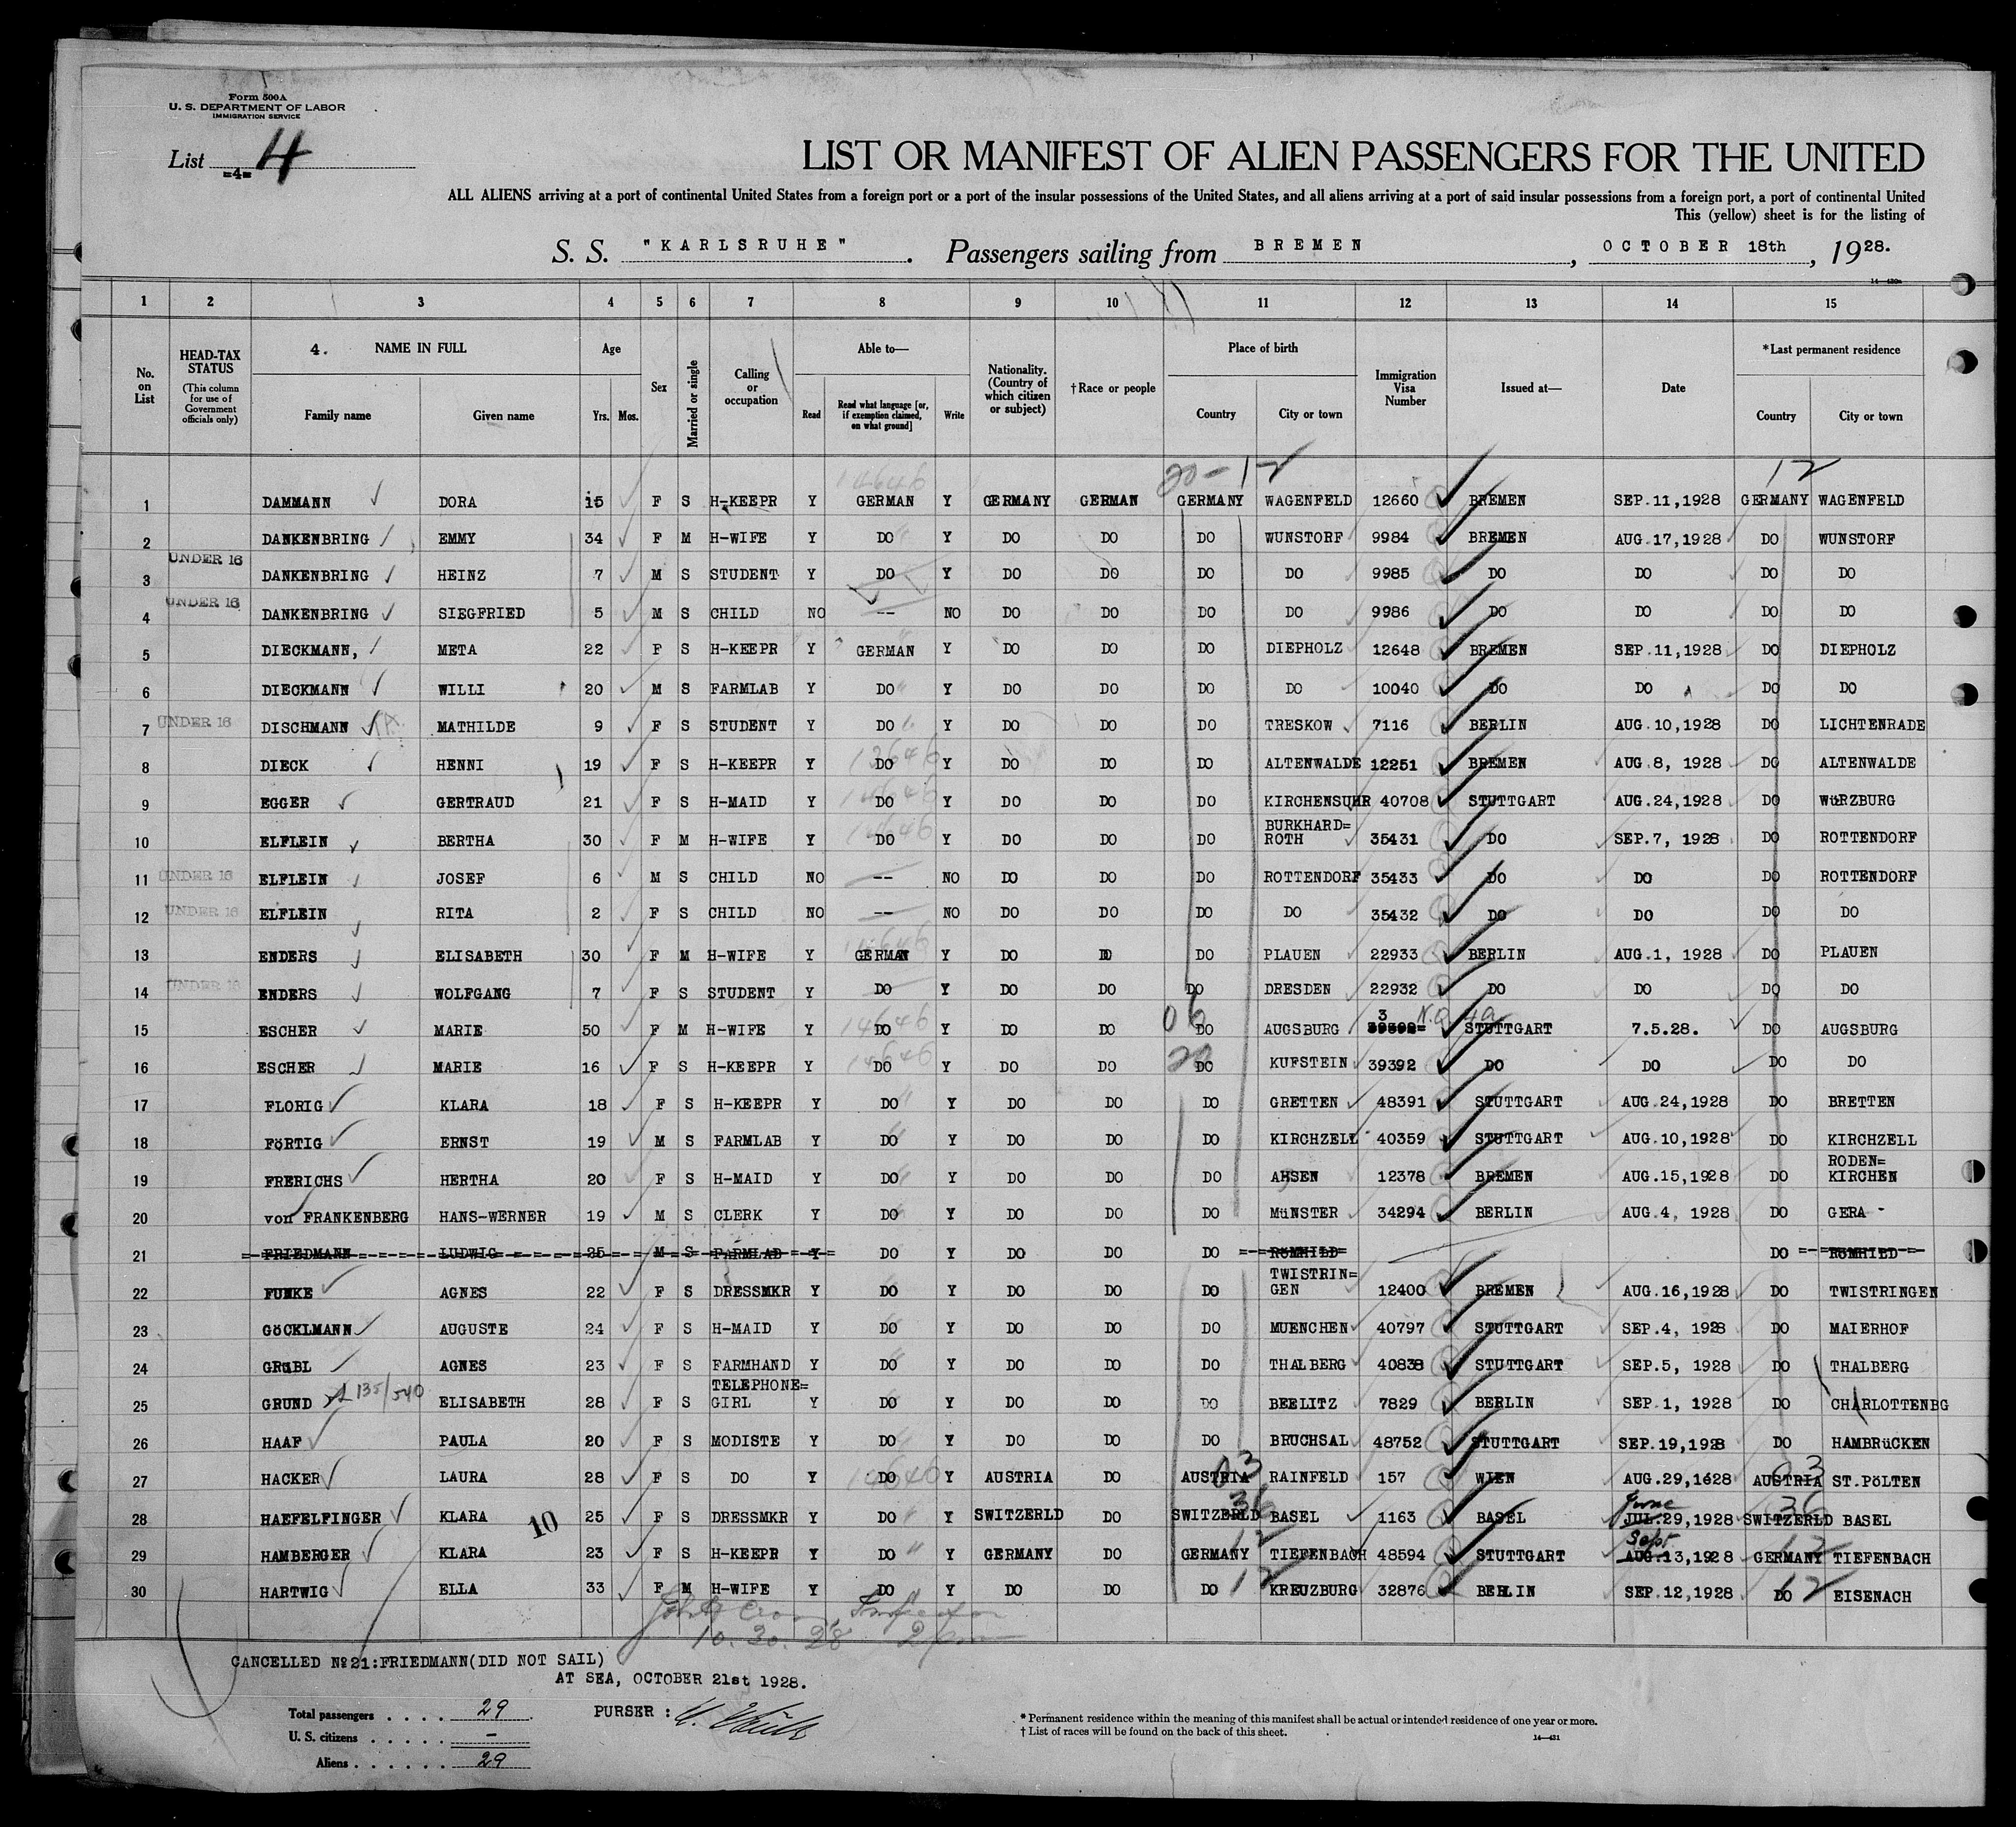 Form 500A
U. S. DEPARTMENT OF LABOR
IMMIGRATION SERVICE
List =4= 4
LIST OR MANIFEST OF ALIEN PASSENGERS FOR THE UNITED
ALL ALIENS arriving at a port of continental United States from a foreign port or a port of the insular possessions of the United States, and all aliens arriving at a port of said insular possessions from a foreign port, a port of continental United
This (yellow) sheet is for the listing of
S. S. "KARLSRUHE". Passengers sailing from BREMEN, OCTOBER 18th, 1928.
1 2 3 4 5 6 7 8 9 10 11 12 13 14 15
No. on List
HEAD-TAX STATUS (This column for use of Government officials only)
4. NAME IN FULL
Family name Given name
Age
Yrs. Mos.
Sex
Married or single
Calling or occupation
Able to—
Read
Read what language [or, if exemption claimed, on what ground]
Write
Nationality. (Country of which citizen or subject)
†Race or people
Place of birth
Country City or town
Immigration Visa Number
Issued at—
Date
*Last permanent residence
Country City or town
14646 20-12 12
1 DAMMANN DORA 15 F S H-KEEPR Y GERMAN Y GERMANY GERMAN GERMANY WAGENFELD 12660 BREMEN SEP.11,1928 GERMANY WAGENFELD
2 DANKENBRING EMMY 34 F M H-WIFE Y DO Y DO DO DO WUNSTORF 9984 BREMEN AUG.17,1928 DO WUNSTORF
UNDER 16
3 DANKENBRING HEINZ 7 M S STUDENT Y DO Y DO DO DO DO 9985 DO DO DO DO
UNDER 16
4 DANKENBRING SIEGFRIED 5 M S CHILD NO -- NO DO DO DO DO 9986 DO DO DO DO
5 DIECKMANN, META 22 F S H-KEEPR Y GERMAN Y DO DO DO DIEPHOLZ 12648 BREMEN SEP.11,1928 DO DIEPHOLZ
6 DIECKMANN WILLI 20 M S FARMLAB Y DO Y DO DO DO DO 10040 DO DO DO DO
7 UNDER 16 DISCHMANN MATHILDE 9 F S STUDENT Y DO Y DO DO DO TRESKOW 7116 BERLIN AUG.10,1928 DO LICHTENRADE
8 DIECK HENNI 19 F S H-KEEPR Y DO Y DO DO DO ALTENWALDE 12251 BREMEN AUG.8, 1928 DO ALTENWALDE
9 EGGER GERTRAUD 21 F S H-MAID Y DO Y DO DO DO KIRCHENSUHR 40708 STUTTGART AUG.24,1928 DO WüRZBURG
10 ELFLEIN BERTHA 30 F M H-WIFE Y DO Y DO DO DO BURKHARD=ROTH 35431 DO SEP.7, 1928 DO ROTTENDORF
11 UNDER 16 ELFLEIN JOSEF 6 M S CHILD NO -- NO DO DO DO ROTTENDORF 35433 DO DO DO ROTTENDORF
12 UNDER 16 ELFLEIN RITA 2 F S CHILD NO -- NO DO DO DO DO 35432 DO DO DO DO
13 ENDERS ELISABETH 30 F M H-WIFE Y GERMAN Y DO DO DO PLAUEN 22933 BERLIN AUG.1, 1928 DO PLAUEN
14 UNDER 16 ENDERS WOLFGANG 7 F S STUDENT Y DO Y DO DO DO DRESDEN 22932 DO DO DO DO
15 ESCHER MARIE 50 F M H-WIFE Y 14646 DO Y DO DO 06 DO AUGSBURG 3 39392= STUTTGART 7.5.28. DO AUGSBURG
16 ESCHER MARIE 16 F S H-KEEPR Y 14646 DO Y DO DO 20 DO KUFSTEIN 39392 DO DO DO DO
17 FLORIG KLARA 18 F S H-KEEPR Y DO Y DO DO DO GRETTEN 48391 STUTTGART AUG.24,1928 DO BRETTEN
18 FöRTIG ERNST 19 M S FARMLAB Y DO Y DO DO DO KIRCHZELL 40359 STUTTGART AUG.10,1928 DO KIRCHZELL
19 FRERICHS HERTHA 20 F S H-MAID Y DO Y DO DO DO AHSEN 12378 BREMEN AUG.15,1928 DO RODEN=KIRCHEN
20 von FRANKENBERG HANS-WERNER 19 M S CLERK Y DO Y DO DO DO MüNSTER 34294 BERLIN AUG.4, 1928 DO GERA
21 FRIEDMANN LUDWIG 25 M S FARMLAB Y DO Y DO DO DO RöMHILD DO RöMHILD
22 FUNKE AGNES 22 F S DRESSMKR Y DO Y DO DO DO TWISTRIN=GEN 12400 BREMEN AUG.16,1928 DO TWISTRINGEN
23 GöCKLMANN AUGUSTE 24 F S H-MAID Y DO Y DO DO DO MUENCHEN 40797 STUTTGART SEP.4, 1928 DO MAIERHOF
24 GRüBL AGNES 23 F S FARMHAND Y DO Y DO DO DO THALBERG 40838 STUTTGART SEP.5, 1928 DO THALBERG
25 GRUND 135/540 ELISABETH 28 F S TELEPHONE=GIRL Y DO Y DO DO DO BEELITZ 7829 BERLIN SEP.1, 1928 DO CHARLOTTENBG
26 HAAF PAULA 20 F S MODISTE Y DO Y DO DO DO BRUCHSAL 48752 STUTTGART SEP.19,1928 DO HAMBRüCKEN
27 HACKER LAURA 28 F S DO Y DO Y AUSTRIA DO AUSTRIA 03 RAINFELD 157 WIEN AUG.29,1628 AUSTRIA 03 ST.PöLTEN
28 HAEFELFINGER KLARA 10 25 F S DRESSMKR Y DO Y SWITZERLD DO SWITZERLD 36 BASEL 1163 BASEL June JUL.29,1928 SWITZERLD 36 BASEL
29 HAMBERGER KLARA 23 F S H-KEEPR Y DO Y GERMANY DO GERMANY 12 TIEFENBACH 48594 STUTTGART Sept AUG.13,1928 GERMANY 12 TIEFENBACH
30 HARTWIG ELLA 33 F M H-WIFE Y DO Y DO DO DO 12 KREUZBURG 32876 BERLIN SEP.12,1928 DO 12 EISENACH
Inspector
10.30.28
CANCELLED No21:FRIEDMANN(DID NOT SAIL)
AT SEA, OCTOBER 21st 1928.
Total passengers . . . . 29
PURSER :
U. S. citizens . . . . . -
Aliens . . . . . . 29
* Permanent residence within the meaning of this manifest shall be actual or intended residence of one year or more.
† List of races will be found on the back of this sheet.
14—431